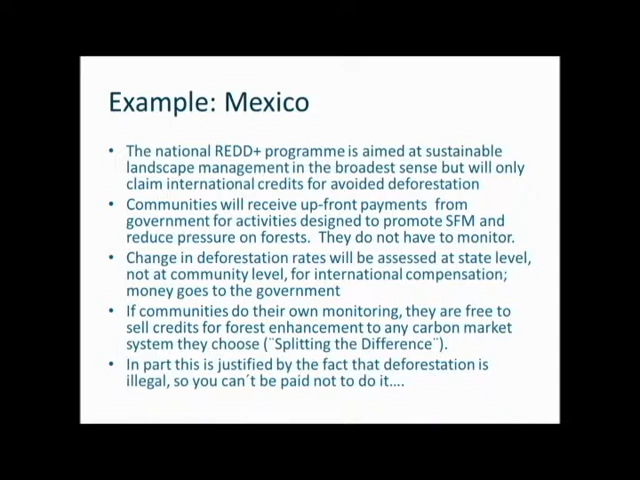 Example: Mexico
• The national REDD+ programme is aimed at sustainable
landscape management in the broadest sense but will only
claim international credits for avoided deforestation
• Communities will receive up-front payments from
government for activities designed to promote SFM and
reduce pressure on forests. They do not have to monitor.
• Change in deforestation rates will be assessed at state level,
not at community level, for international compensation;
money goes to the government
• If communities do their own monitoring, they are free to
sell credits for forest enhancement to any carbon market
system they choose (¨Splitting the Difference¨).
• In part this is justified by the fact that deforestation is
illegal, so you can´t be paid not to do it....